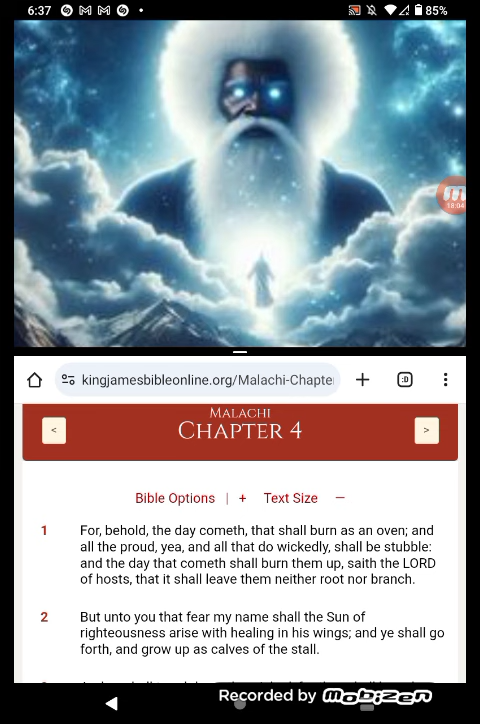 6:37
85%
18:04
kingjamesbibleonline.org/Malachi-Chapte
:D
MALACHI
CHAPTER 4
< >
Bible Options | + Text Size −
1 For, behold, the day cometh, that shall burn as an oven; and
all the proud, yea, and all that do wickedly, shall be stubble:
and the day that cometh shall burn them up, saith the LORD
of hosts, that it shall leave them neither root nor branch.
2 But unto you that fear my name shall the Sun of
righteousness arise with healing in his wings; and ye shall go
forth, and grow up as calves of the stall.
Recorded by Mobizen